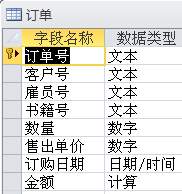 订单
字段名称 数据类型
订单号 文本
客户号 文本
雇员号 文本
书籍号 文本
数量 数字
售出单价 数字
订购日期 日期/时间
金额 计算